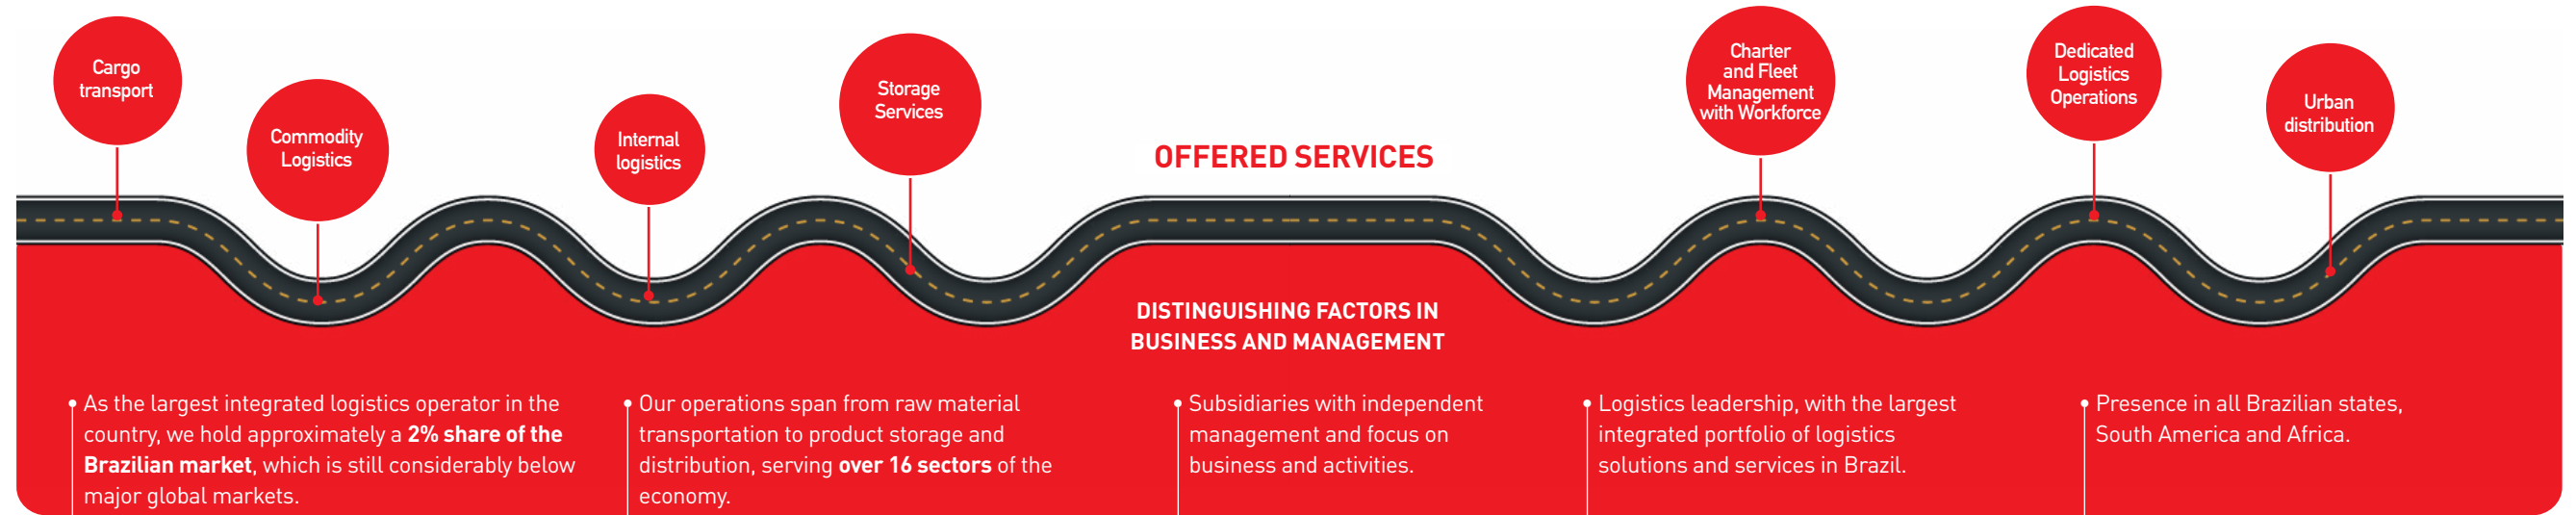 Cargo
transport
Commodity
Logistics
Internal
logistics
Storage
Services
OFFERED SERVICES
Charter
and Fleet
Management
with Workforce
Dedicated
Logistics
Operations
Urban
distribution
DISTINGUISHING FACTORS IN
BUSINESS AND MANAGEMENT
As the largest integrated logistics operator in the
country, we hold approximately a 2% share of the
Brazilian market, which is still considerably below
major global markets.
Our operations span from raw material
transportation to product storage and
distribution, serving over 16 sectors of the
economy.
Subsidiaries with independent
management and focus on
business and activities.
Logistics leadership, with the largest
integrated portfolio of logistics
solutions and services in Brazil.
Presence in all Brazilian states,
South America and Africa.